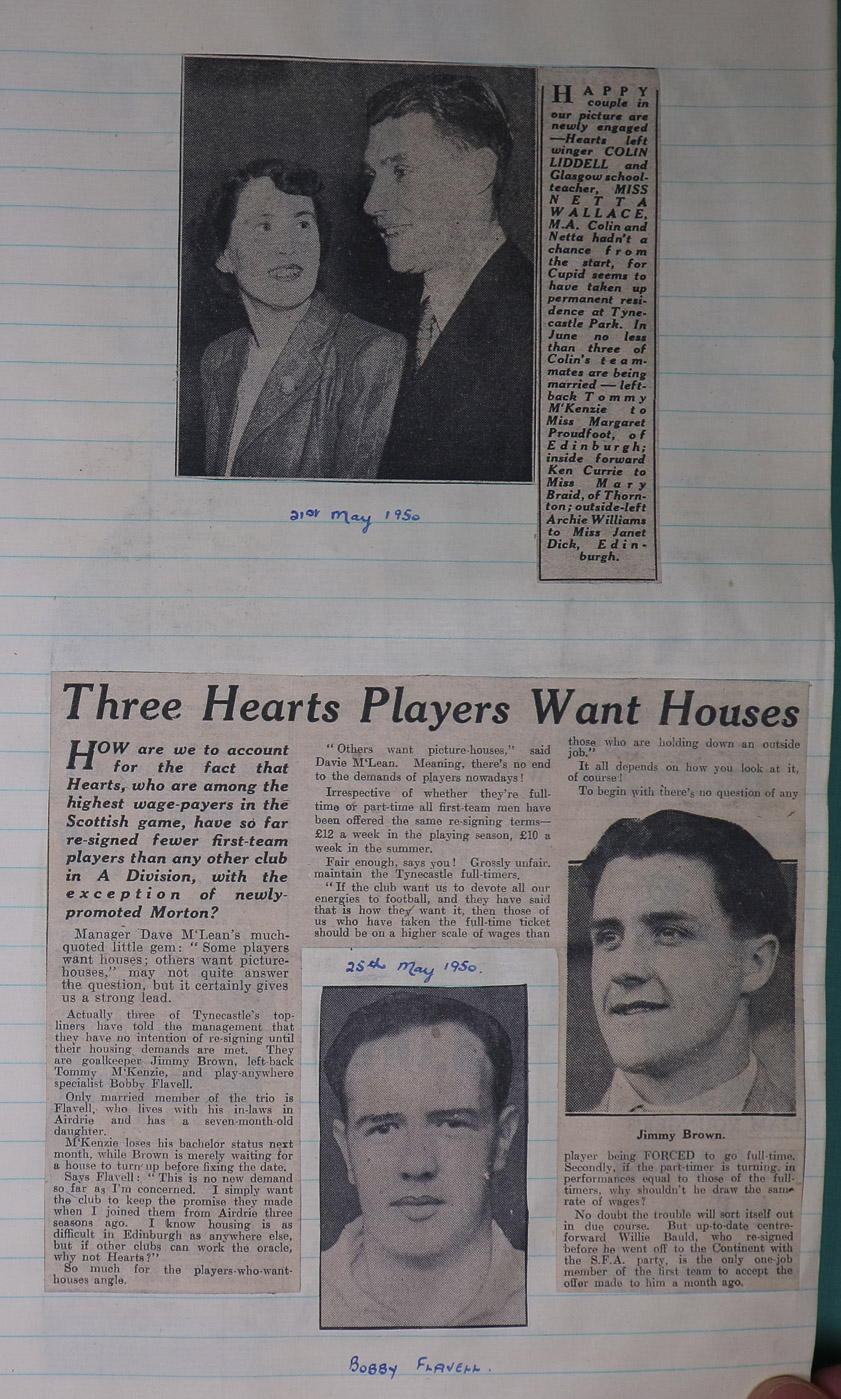 HAPPY
couple in
our picture are
newly engaged
—Hearts left
winger COLIN
LIDDELL and
Glasgow school-
teacher, MISS
NETTA
WALLACE,
M.A. Colin and
Netta hadn't a
chance from
the start, for
Cupid seems to
have taken up
permanent resi-
dence at Tyne-
castle Park. In
June no less
than three of
Colin's team-
mates are being
married — left-
back Tommy
M'Kenzie to
Miss Margaret
Proudfoot, of
Edinburgh;
inside forward
Ken Currie to
Miss Mary
Braid, of Thorn-
ton; outside-left
Archie Williams
to Miss Janet
Dick, Edin-
burgh.
21st May 1950
Three Hearts Players Want Houses
HOW are we to account
for the fact that
Hearts, who are among the
highest wage-payers in the
Scottish game, have so far
re-signed fewer first-team
players than any other club
in A Division, with the
exception of newly-
promoted Morton?
Manager Dave M'Lean's much-
quoted little gem: "Some players
want houses; others want picture-
houses," may not quite answer
the question, but it certainly gives
us a strong lead.
Actually three of Tynecastle's top-
liners have told the management that
they have no intention of re-signing until
their housing demands are met. They
are goalkeeper Jimmy Brown, left-back
Tommy M'Kenzie, and play-anywhere
specialist Bobby Flavell.
Only married member of the trio is
Flavell, who lives with his in-laws in
Airdrie and has a seven-month-old
daughter.
M'Kenzie loses his bachelor status next
month, while Brown is merely waiting for
a house to turn up before fixing the date.
Says Flavell: "This is no new demand
so far as I'm concerned. I simply want
the club to keep the promise they made
when I joined them from Airdrie three
seasons ago. I know housing is as
difficult in Edinburgh as anywhere else,
but if other clubs can work the oracle,
why not Hearts?"
So much for the players-who-want-
houses angle.
"Others want picture-houses," said
Davie M'Lean. Meaning, there's no end
to the demands of players nowadays!
Irrespective of whether they're full-
time or part-time all first-team men have
been offered the same re-signing terms—
£12 a week in the playing season, £10 a
week in the summer.
Fair enough, says you! Grossly unfair,
maintain the Tynecastle full-timers.
"If the club want us to devote all our
energies to football, and they have said
that is how they want it, then those of
us who have taken the full-time ticket
should be on a higher scale of wages than
25th May 1950.
Bobby Flavell.
those who are holding down an outside
job."
It all depends on how you look at it,
of course!
To begin with there's no question of any
Jimmy Brown.
player being FORCED to go full-time.
Secondly, if the part-timer is turning in
performances equal to those of the full-
timers, why shouldn't he draw the same
rate of wages?
No doubt the trouble will sort itself out
in due course. But up-to-date centre-
forward Willie Bauld, who re-signed
before he went off to the Continent with
the S.F.A. party, is the only one-job
member of the first team to accept the
offer made to him a month ago.